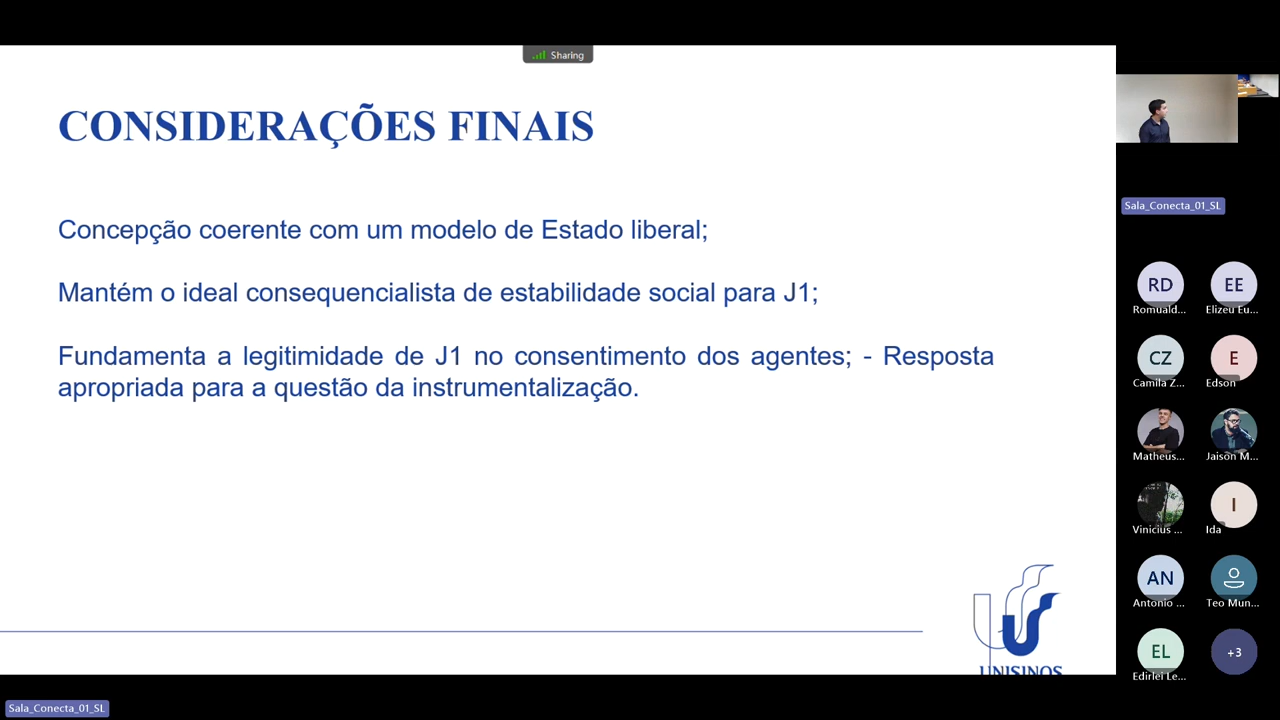 Sharing
CONSIDERAÇÕES FINAIS
Concepção coerente com um modelo de Estado liberal;
Mantém o ideal consequencialista de estabilidade social para J1;
Fundamenta a legitimidade de J1 no consentimento dos agentes; - Resposta
apropriada para a questão da instrumentalização.
UNISINOS
Sala_Conecta_01_SL
RD
EE
Romuald...
Elizeu Eu...
CZ
E
Camila Z...
Edson
Matheus...
Jaison M...
I
Vinicius ...
Ida
AN
Antonio ...
Teo Mun...
EL
+3
Edirlei Le...
Sala_Conecta_01_SL